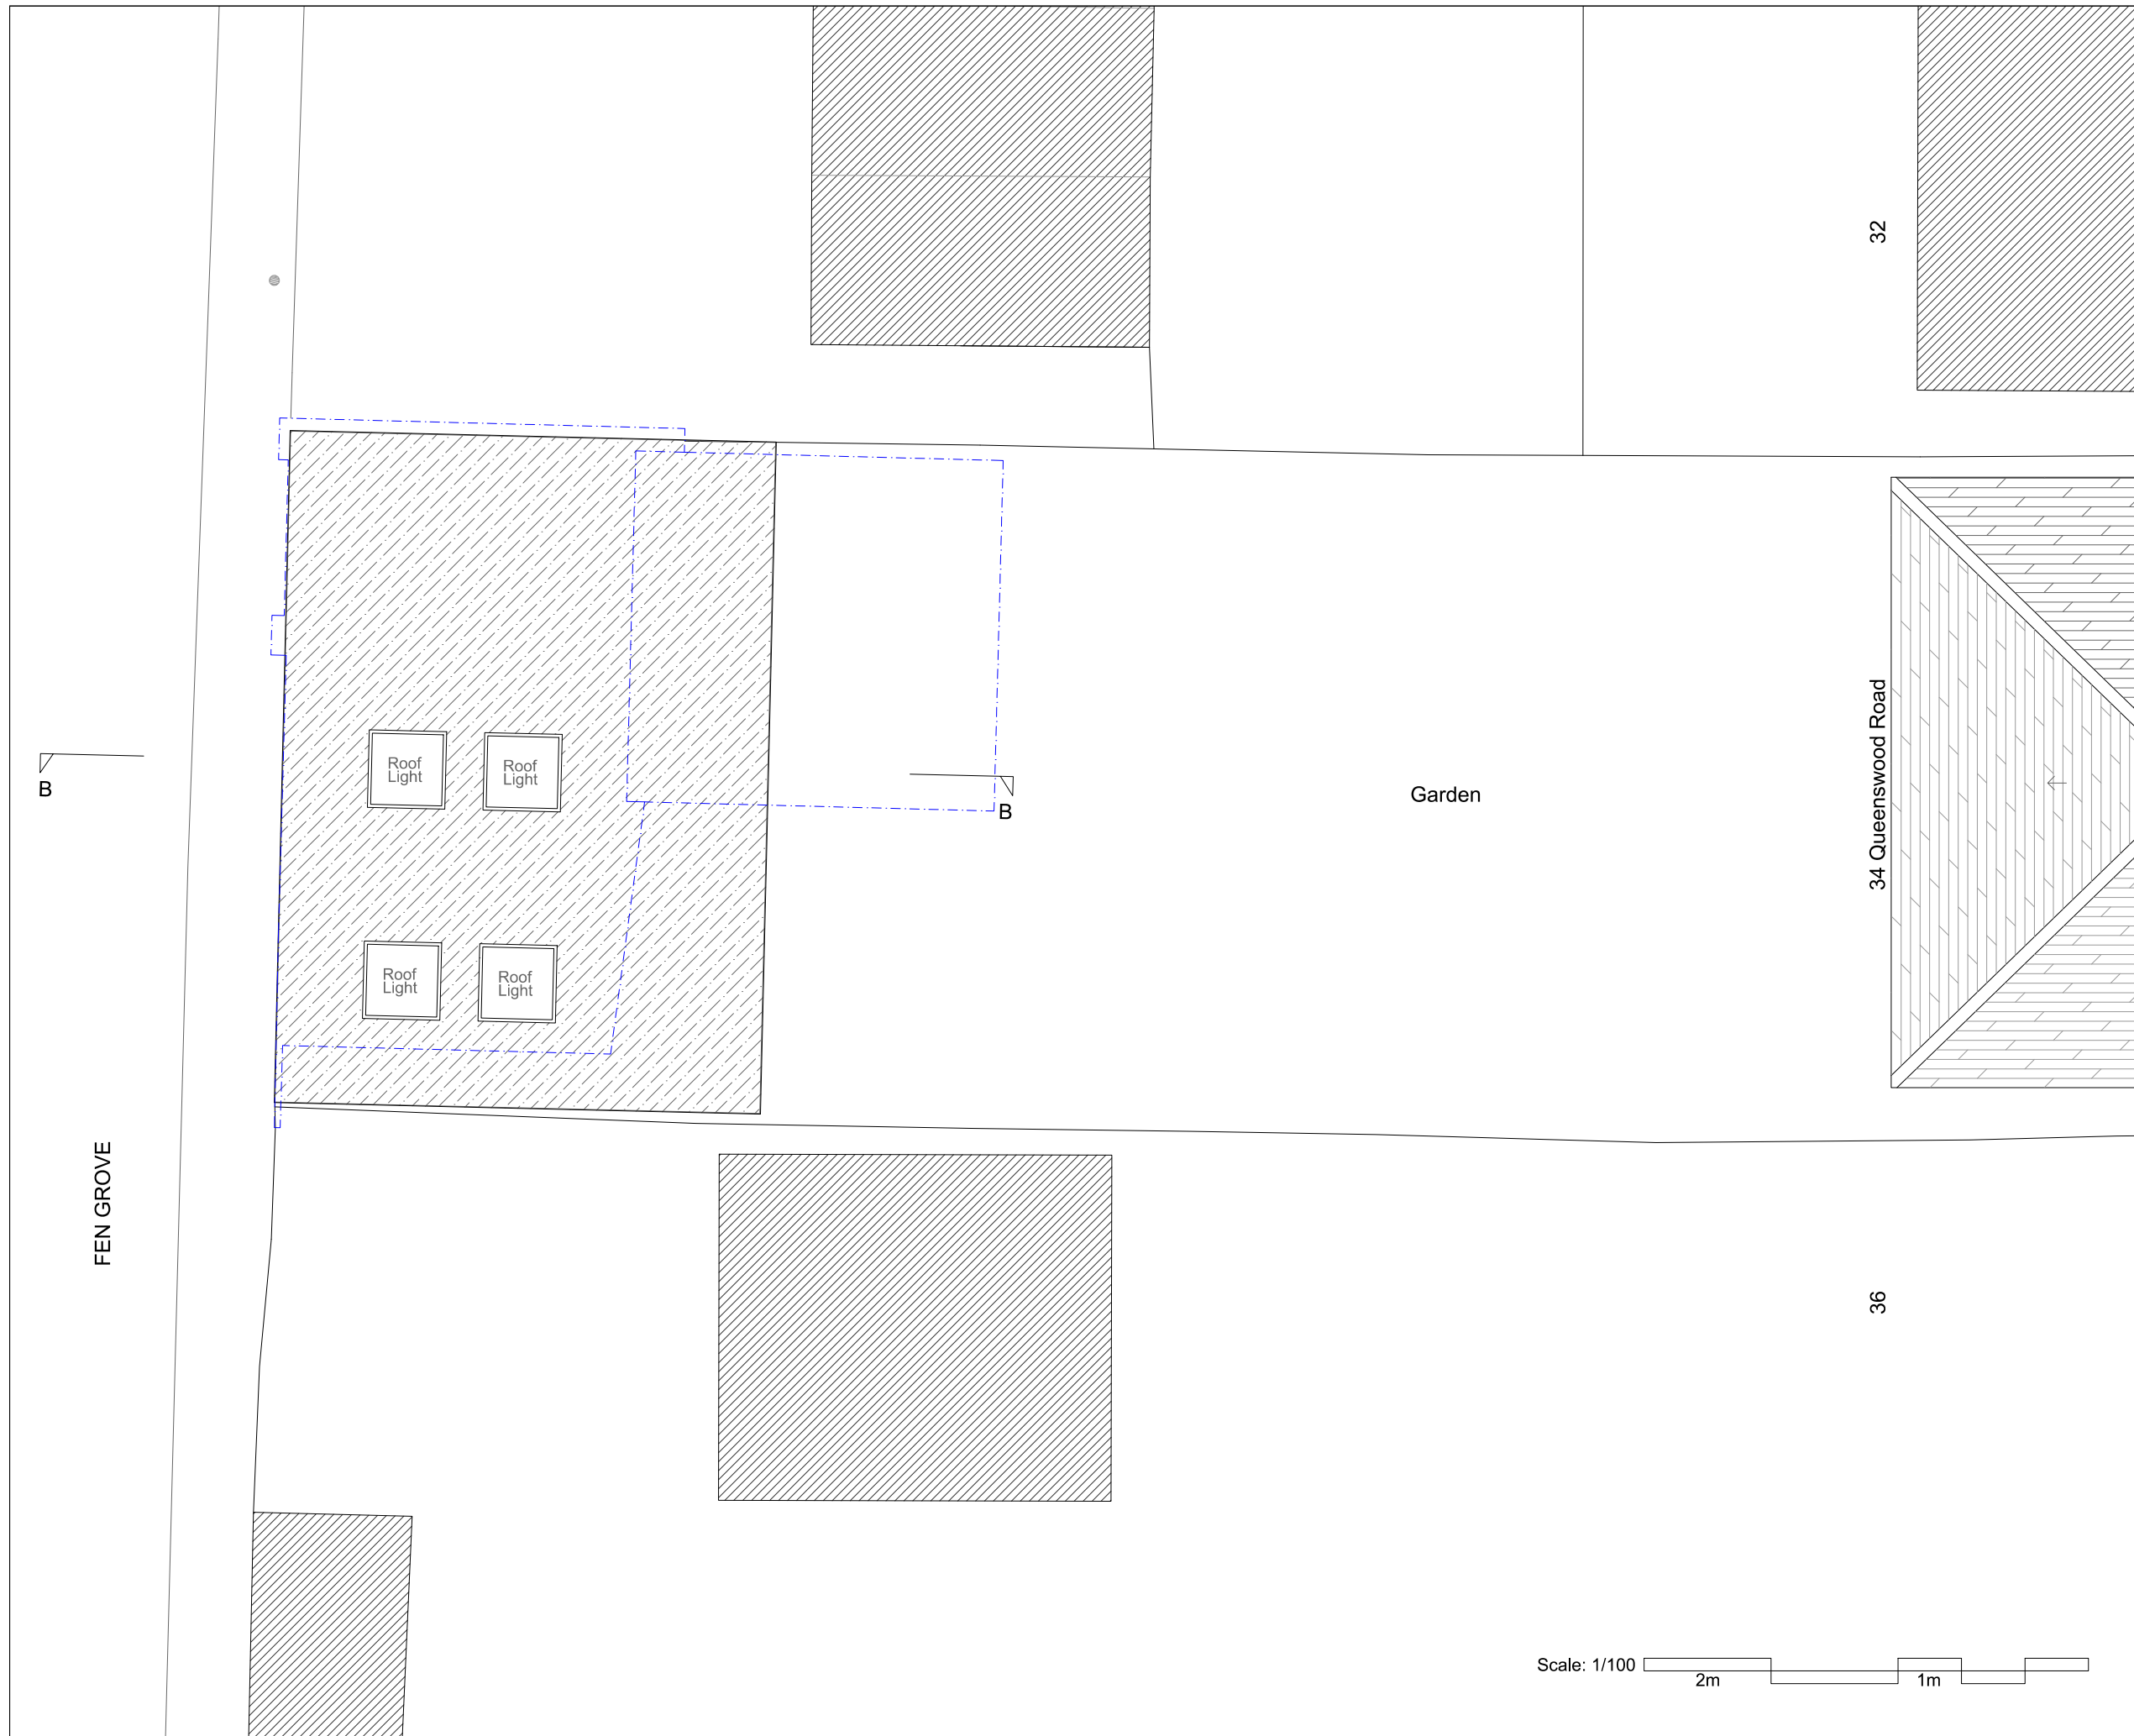 32
Roof
Light
Roof
Light
B
B
Garden
34 Queenswood Road
Roof
Light
Roof
Light
FEN GROVE
36
Scale: 1/100
2m
1m